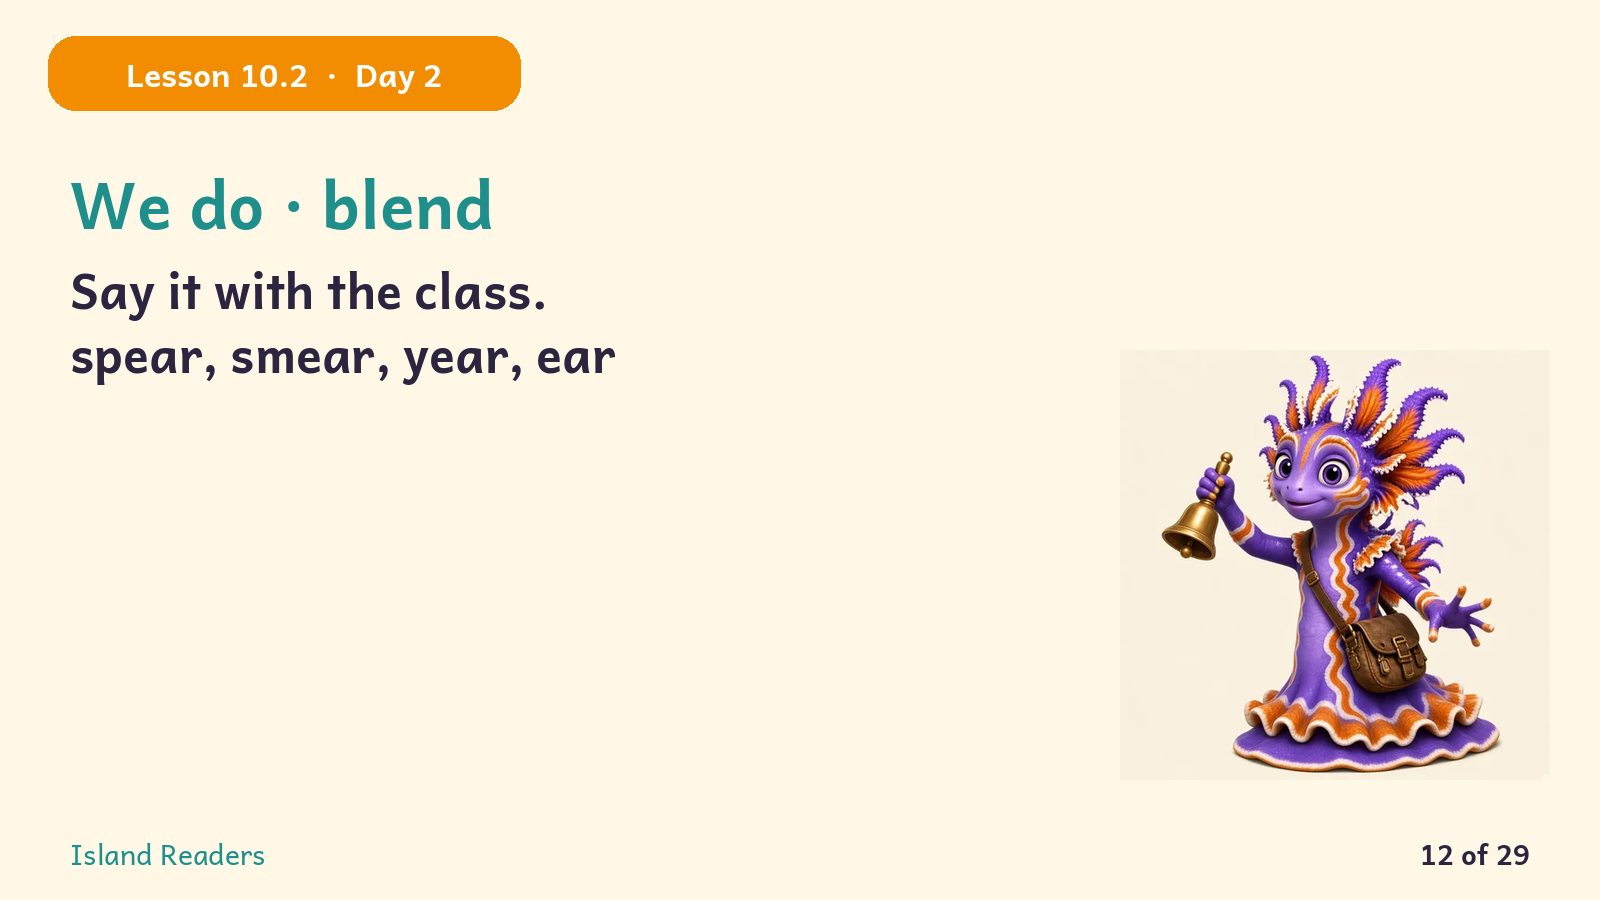 Lesson 10.2 · Day 2
We do · blend
Say it with the class.
spear, smear, year, ear
Island Readers
12 of 29